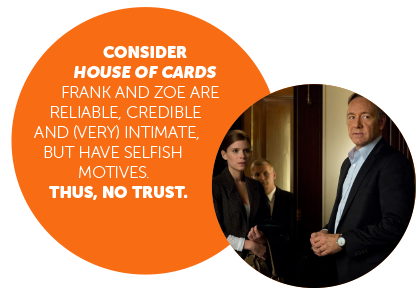 CONSIDER
HOUSE OF CARDS
FRANK AND ZOE ARE
RELIABLE, CREDIBLE
AND (VERY) INTIMATE,
BUT HAVE SELFISH
MOTIVES.
THUS, NO TRUST.